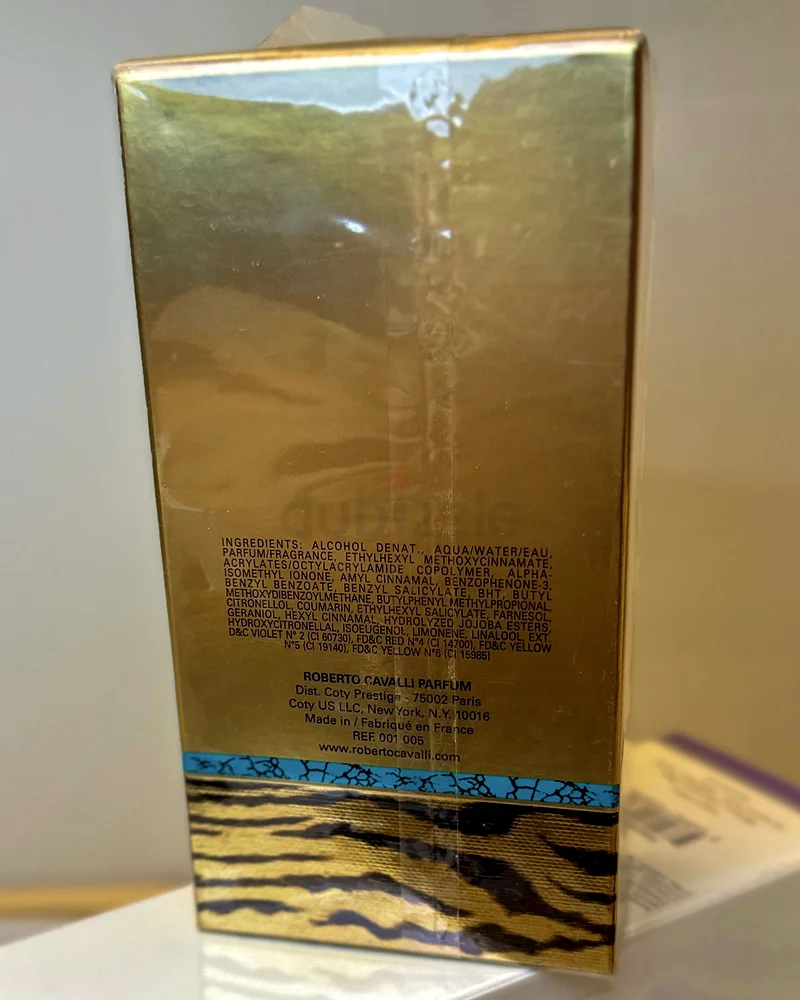 dubizzle
INGREDIENTS: ALCOHOL DENAT., AQUA/WATER/EAU,
PARFUM/FRAGRANCE, ETHYLHEXYL METHOXYCINNAMATE,
ACRYLATES/OCTYLACRYLAMIDE COPOLYMER, ALPHA-
ISOMETHYL IONONE, AMYL CINNAMAL, BENZOPHENONE-3,
BENZYL BENZOATE, BENZYL SALICYLATE, BHT, BUTYL
METHOXYDIBENZOYLMETHANE, BUTYLPHENYL METHYLPROPIONAL,
CITRONELLOL, COUMARIN, ETHYLHEXYL SALICYLATE, FARNESOL,
GERANIOL, HEXYL CINNAMAL, HYDROLYZED JOJOBA ESTERS,
HYDROXYCITRONELLAL, ISOEUGENOL, LIMONENE, LINALOOL, EXT.
D&C VIOLET N° 2 (CI 60730), FD&C RED N°4 (CI 14700), FD&C YELLOW
N°5 (CI 19140), FD&C YELLOW N°6 (CI 15985)
ROBERTO CAVALLI PARFUM
Dist. Coty Prestige - 75002 Paris
Coty US LLC, New York, N.Y. 10016
Made in / Fabriqué en France
REF. 001 005
www.robertocavalli.com